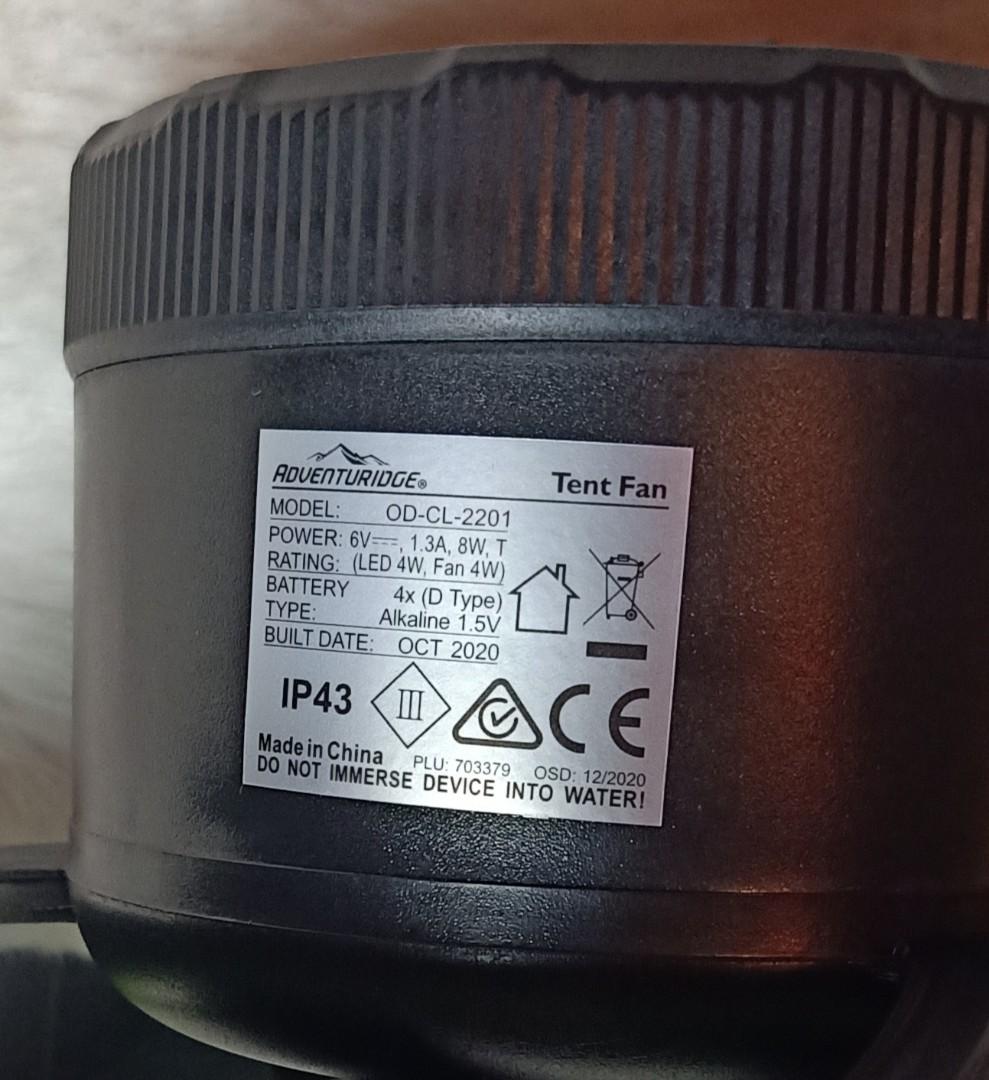 ADVENTURIDGE®
Tent Fan
MODEL: OD-CL-2201
POWER: 6V⎓, 1.3A, 8W, T
RATING: (LED 4W, Fan 4W)
BATTERY 4x (D Type)
TYPE: Alkaline 1.5V
BUILT DATE: OCT 2020
IP43
III
CE
Made in China PLU: 703379 OSD: 12/2020
DO NOT IMMERSE DEVICE INTO WATER!